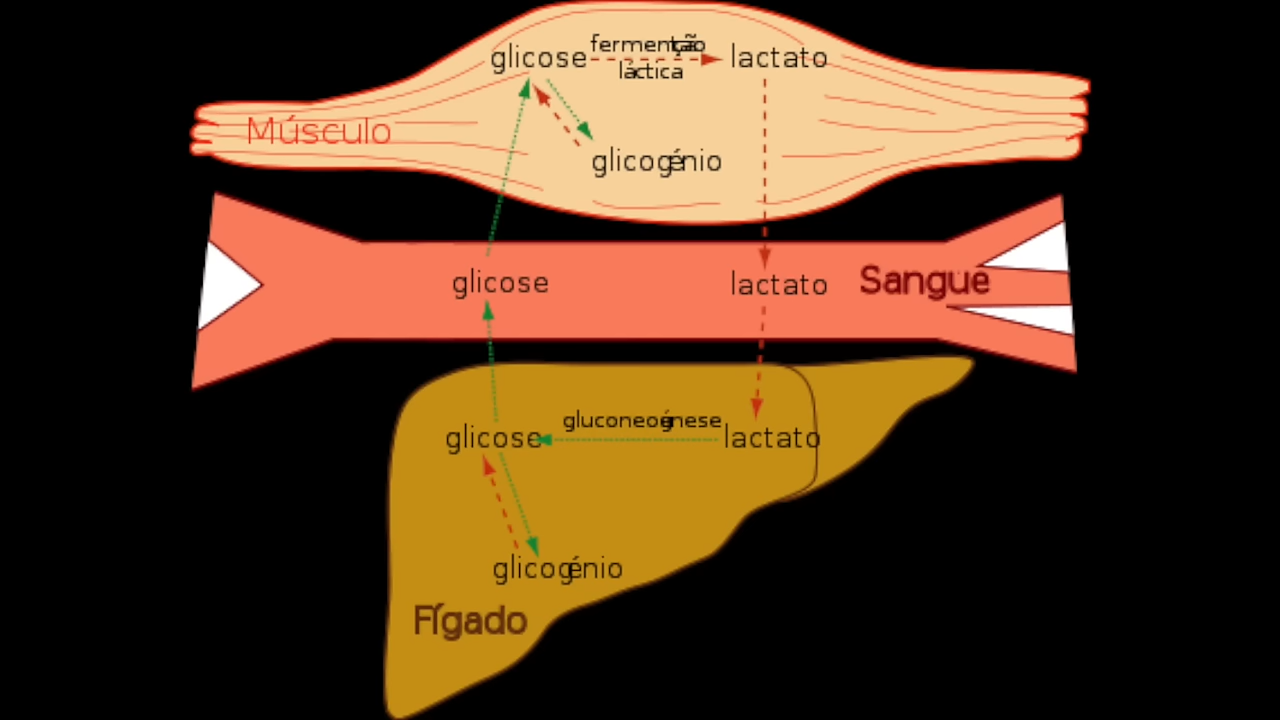 fermentação
glicose
lactato
láctica
Músculo
glicogénio
glicose
lactato
Sangue
gluconeogénese
glicose
lactato
glicogénio
Fígado